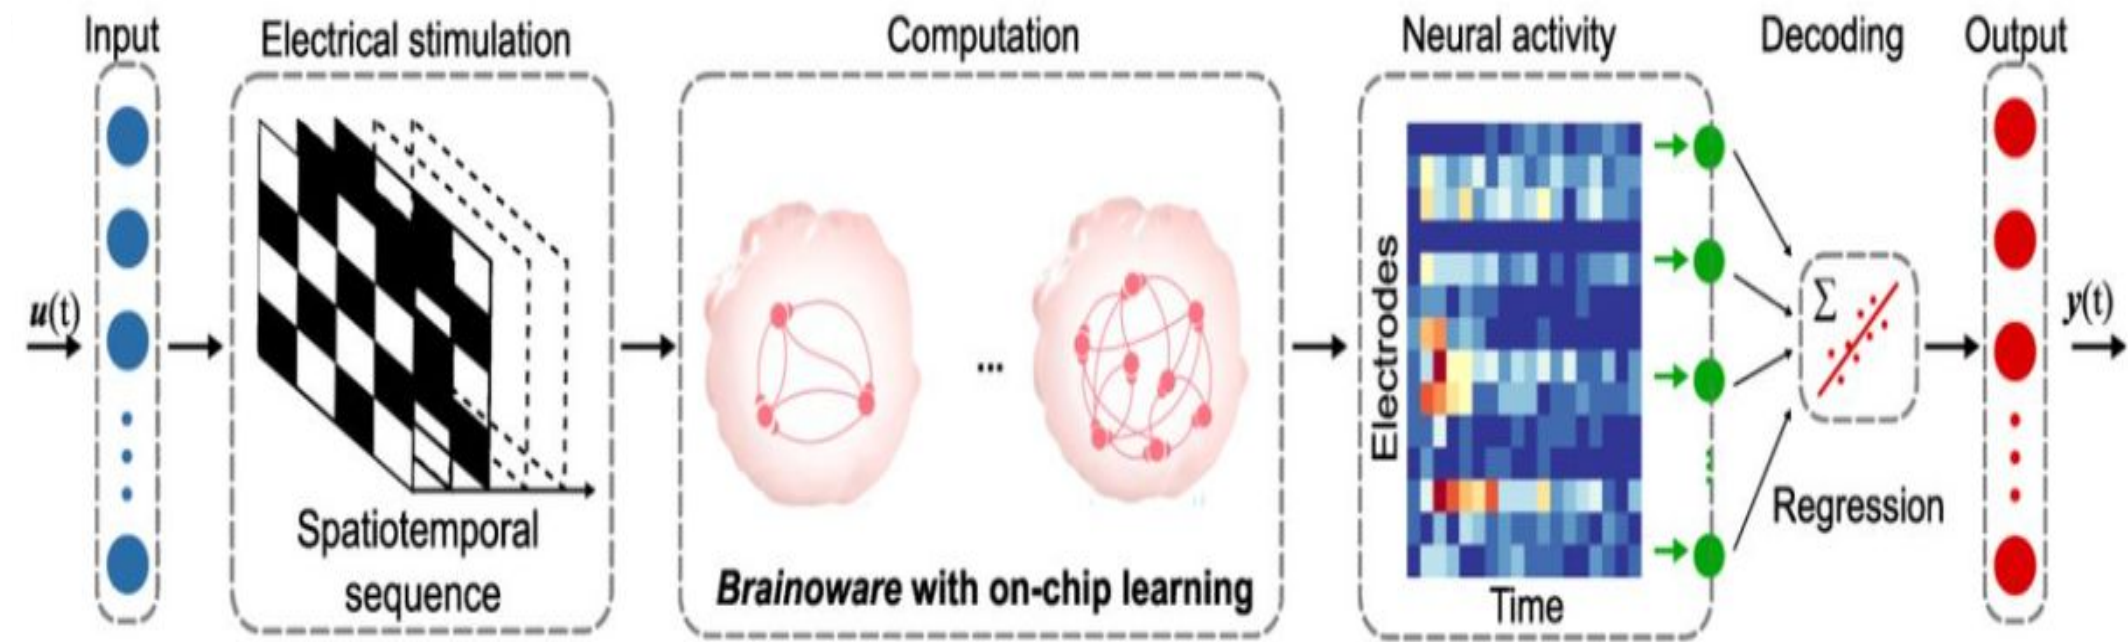 Input
Electrical stimulation
Computation
Neural activity
Decoding
Output
u(t)
Spatiotemporal
sequence
...
Brainoware with on-chip learning
Electrodes
Time
Σ
Regression
y(t)